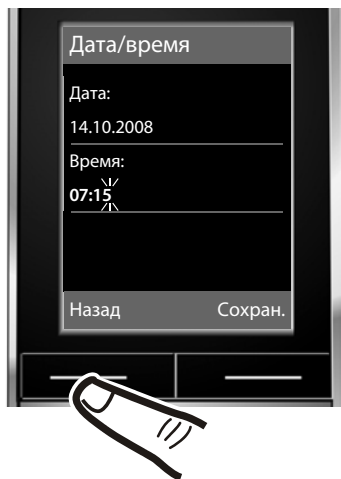 Дата/время
Дата:
14.10.2008
Время:
07:15
Назад Сохран.